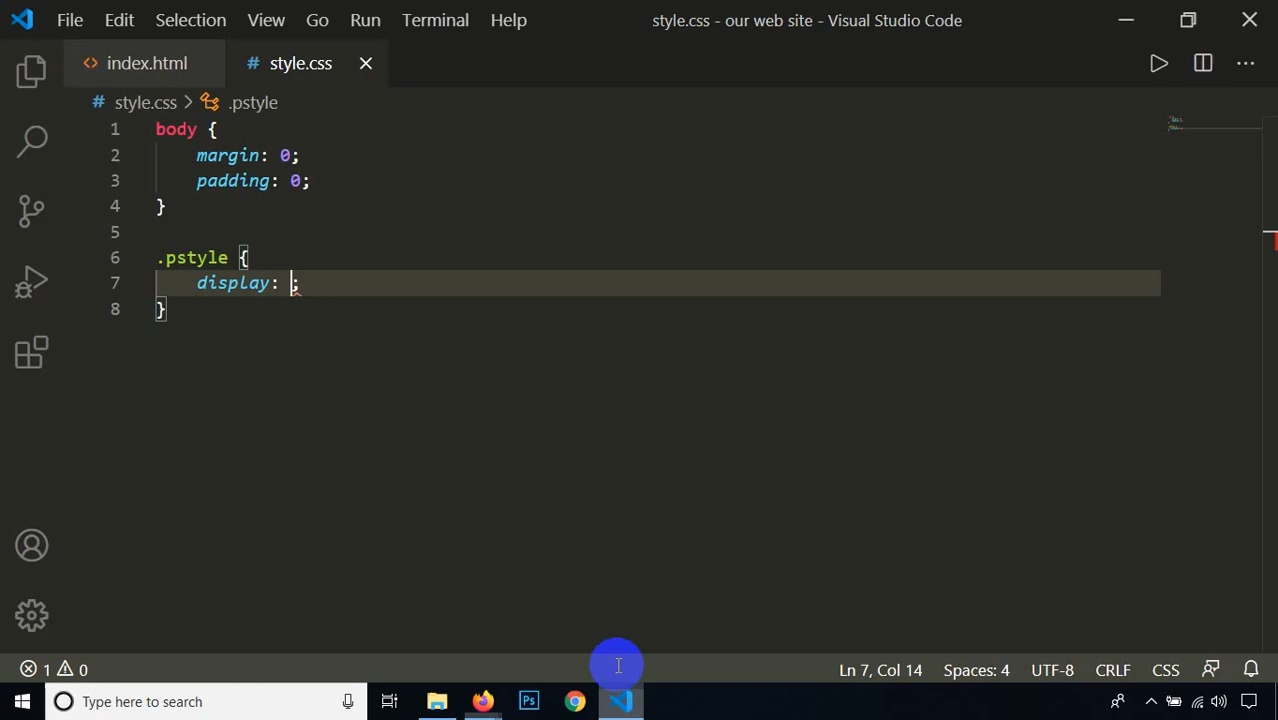 File Edit Selection View Go Run Terminal Help style.css - our web site - Visual Studio Code
<> index.html # style.css
# style.css > .pstyle
1 body {
2 margin: 0;
3 padding: 0;
4 }
5
6 .pstyle {
7 display: ;
8 }
1 0 Ln 7, Col 14 Spaces: 4 UTF-8 CRLF CSS
Type here to search Ps